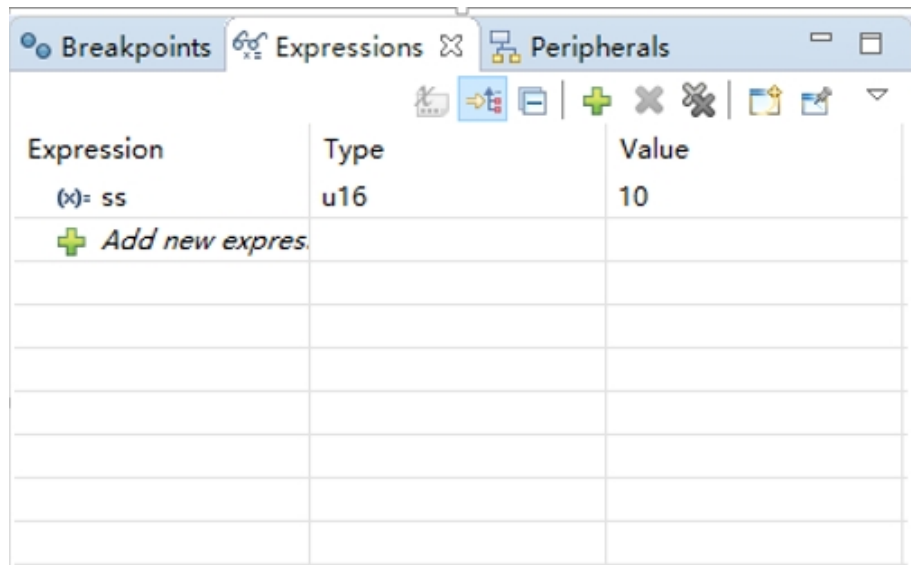 Breakpoints Expressions Peripherals
Expression Type Value
(x)= ss u16 10
Add new expres